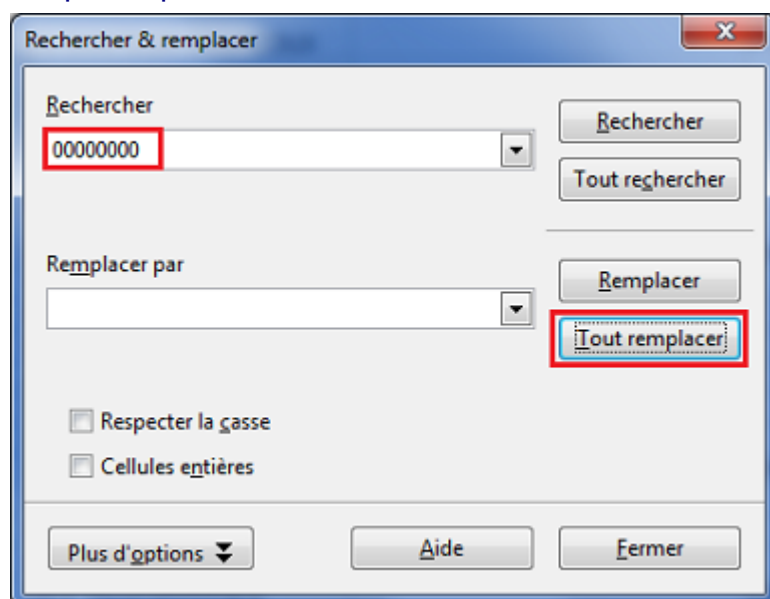 Rechercher & remplacer
Rechercher
00000000
Rechercher
Tout rechercher
Remplacer par
Remplacer
Tout remplacer
Respecter la casse
Cellules entières
Plus d'options
Aide
Fermer